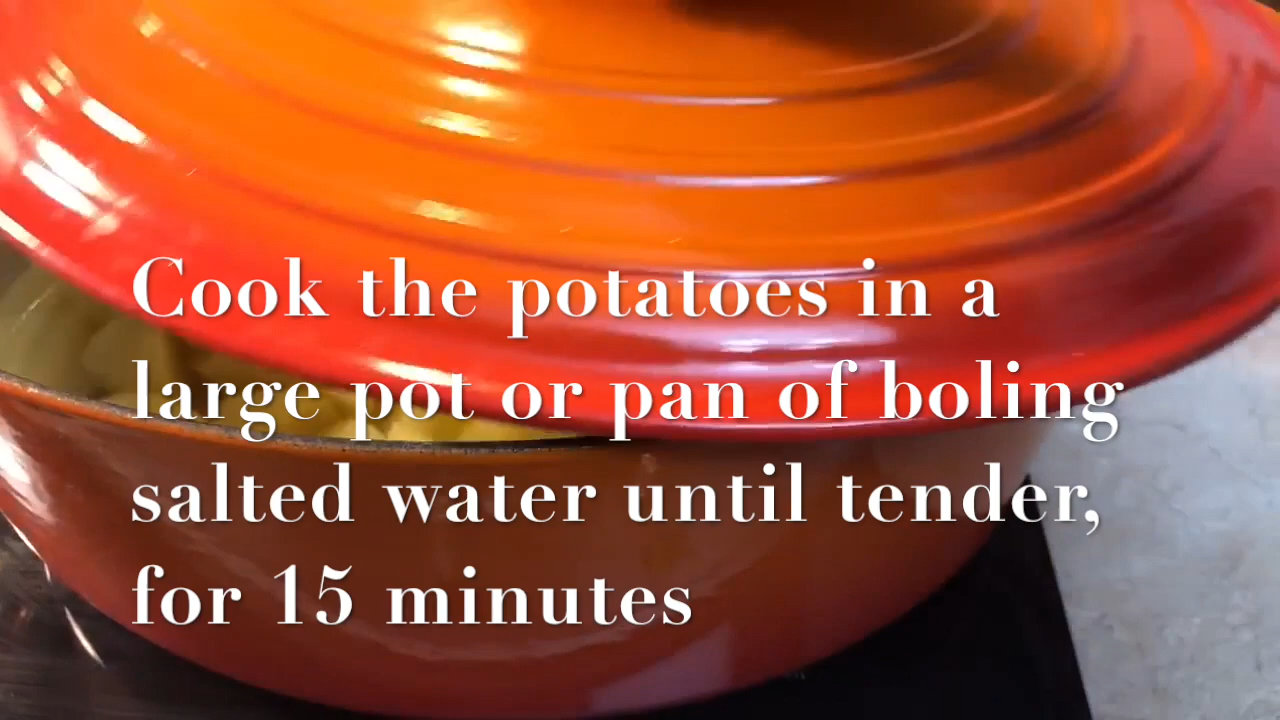 Cook the potatoes in a
large pot or pan of boling
salted water until tender,
for 15 minutes